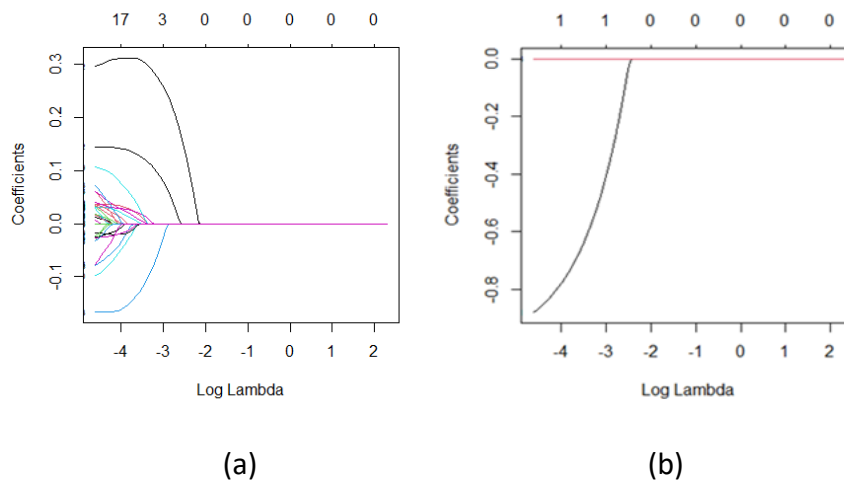 17 3 0 0 0 0 0
0.3
0.2
0.1
0.0
-0.1
Coefficients
-4 -3 -2 -1 0 1 2
Log Lambda
(a)
1 1 0 0 0 0 0
0.0
-0.2
-0.4
-0.6
-0.8
Coefficients
-4 -3 -2 -1 0 1 2
Log Lambda
(b)